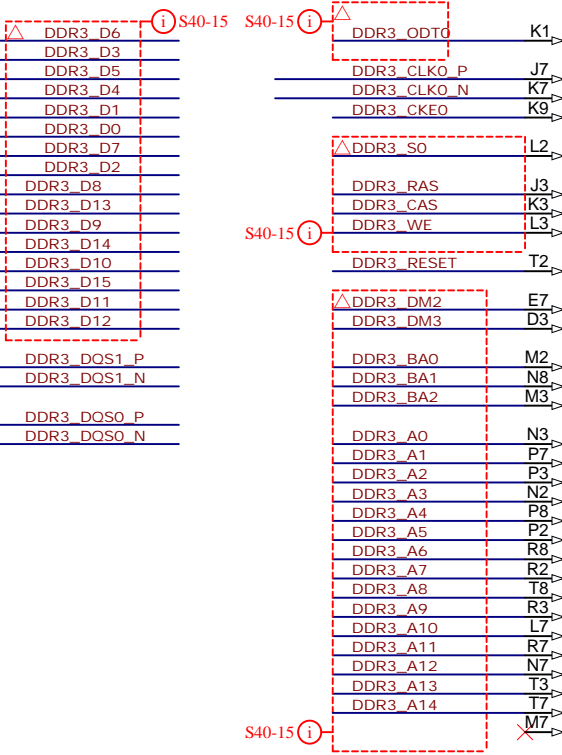 S40-15 i
DDR3_D6
DDR3_D3
DDR3_D5
DDR3_D4
DDR3_D1
DDR3_D0
DDR3_D7
DDR3_D2
DDR3_D8
DDR3_D13
DDR3_D9
DDR3_D14
DDR3_D10
DDR3_D15
DDR3_D11
DDR3_D12
DDR3_DQS1_P
DDR3_DQS1_N
DDR3_DQS0_P
DDR3_DQS0_N
S40-15 i
DDR3_ODT0 K1
DDR3_CLK0_P J7
DDR3_CLK0_N K7
DDR3_CKE0 K9
DDR3_S0 L2
DDR3_RAS J3
DDR3_CAS K3
S40-15 i DDR3_WE L3
DDR3_RESET T2
DDR3_DM2 E7
DDR3_DM3 D3
DDR3_BA0 M2
DDR3_BA1 N8
DDR3_BA2 M3
DDR3_A0 N3
DDR3_A1 P7
DDR3_A2 P3
DDR3_A3 N2
DDR3_A4 P8
DDR3_A5 P2
DDR3_A6 R8
DDR3_A7 R2
DDR3_A8 T8
DDR3_A9 R3
DDR3_A10 L7
DDR3_A11 R7
DDR3_A12 N7
DDR3_A13 T3
DDR3_A14 T7
S40-15 i M7